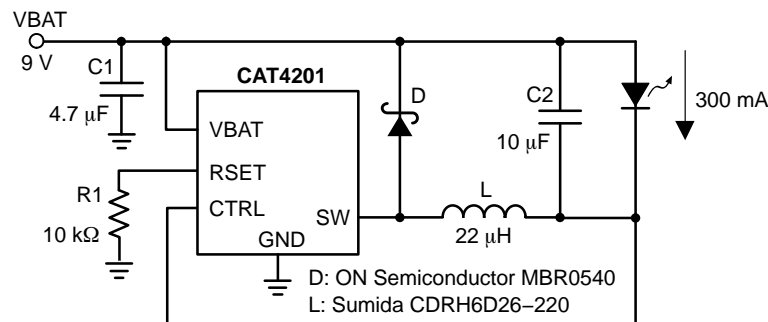 VBAT
9 V
C1
4.7 μF
CAT4201
D
C2
10 μF
300 mA
VBAT
RSET
CTRL
SW
GND
R1
10 kΩ
L
22 μH
D: ON Semiconductor MBR0540
L: Sumida CDRH6D26−220